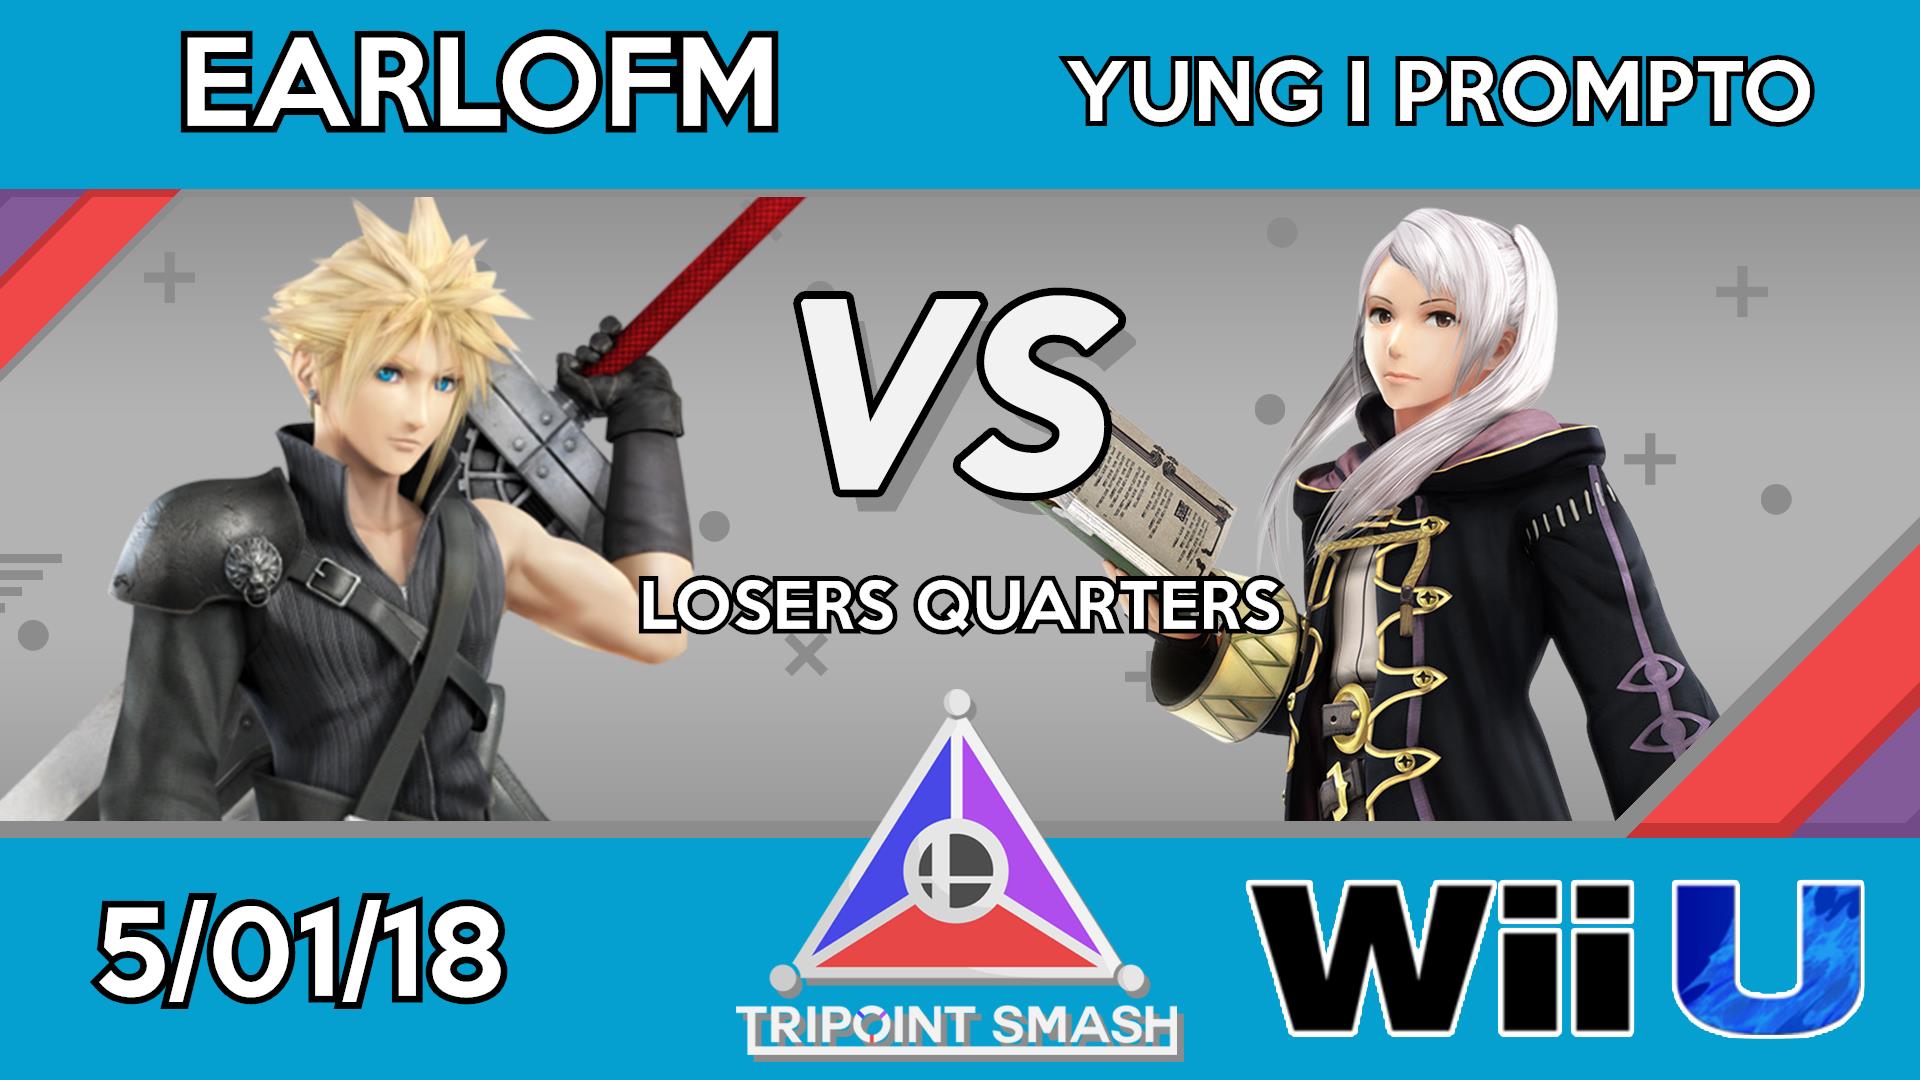 EARLOFM
YUNG I PROMPTO
VS
LOSERS QUARTERS
5/01/18
TRIPOINT SMASH
Wii U